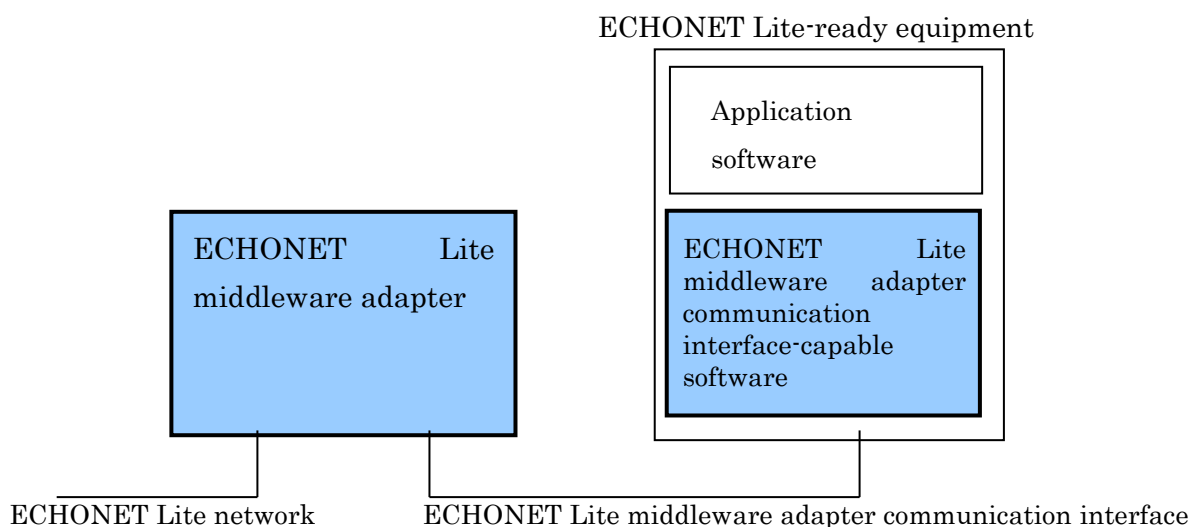 ECHONET Lite-ready equipment
Application
software
ECHONET Lite
middleware adapter
ECHONET Lite
middleware adapter
communication
interface-capable
software
ECHONET Lite network
ECHONET Lite middleware adapter communication interface